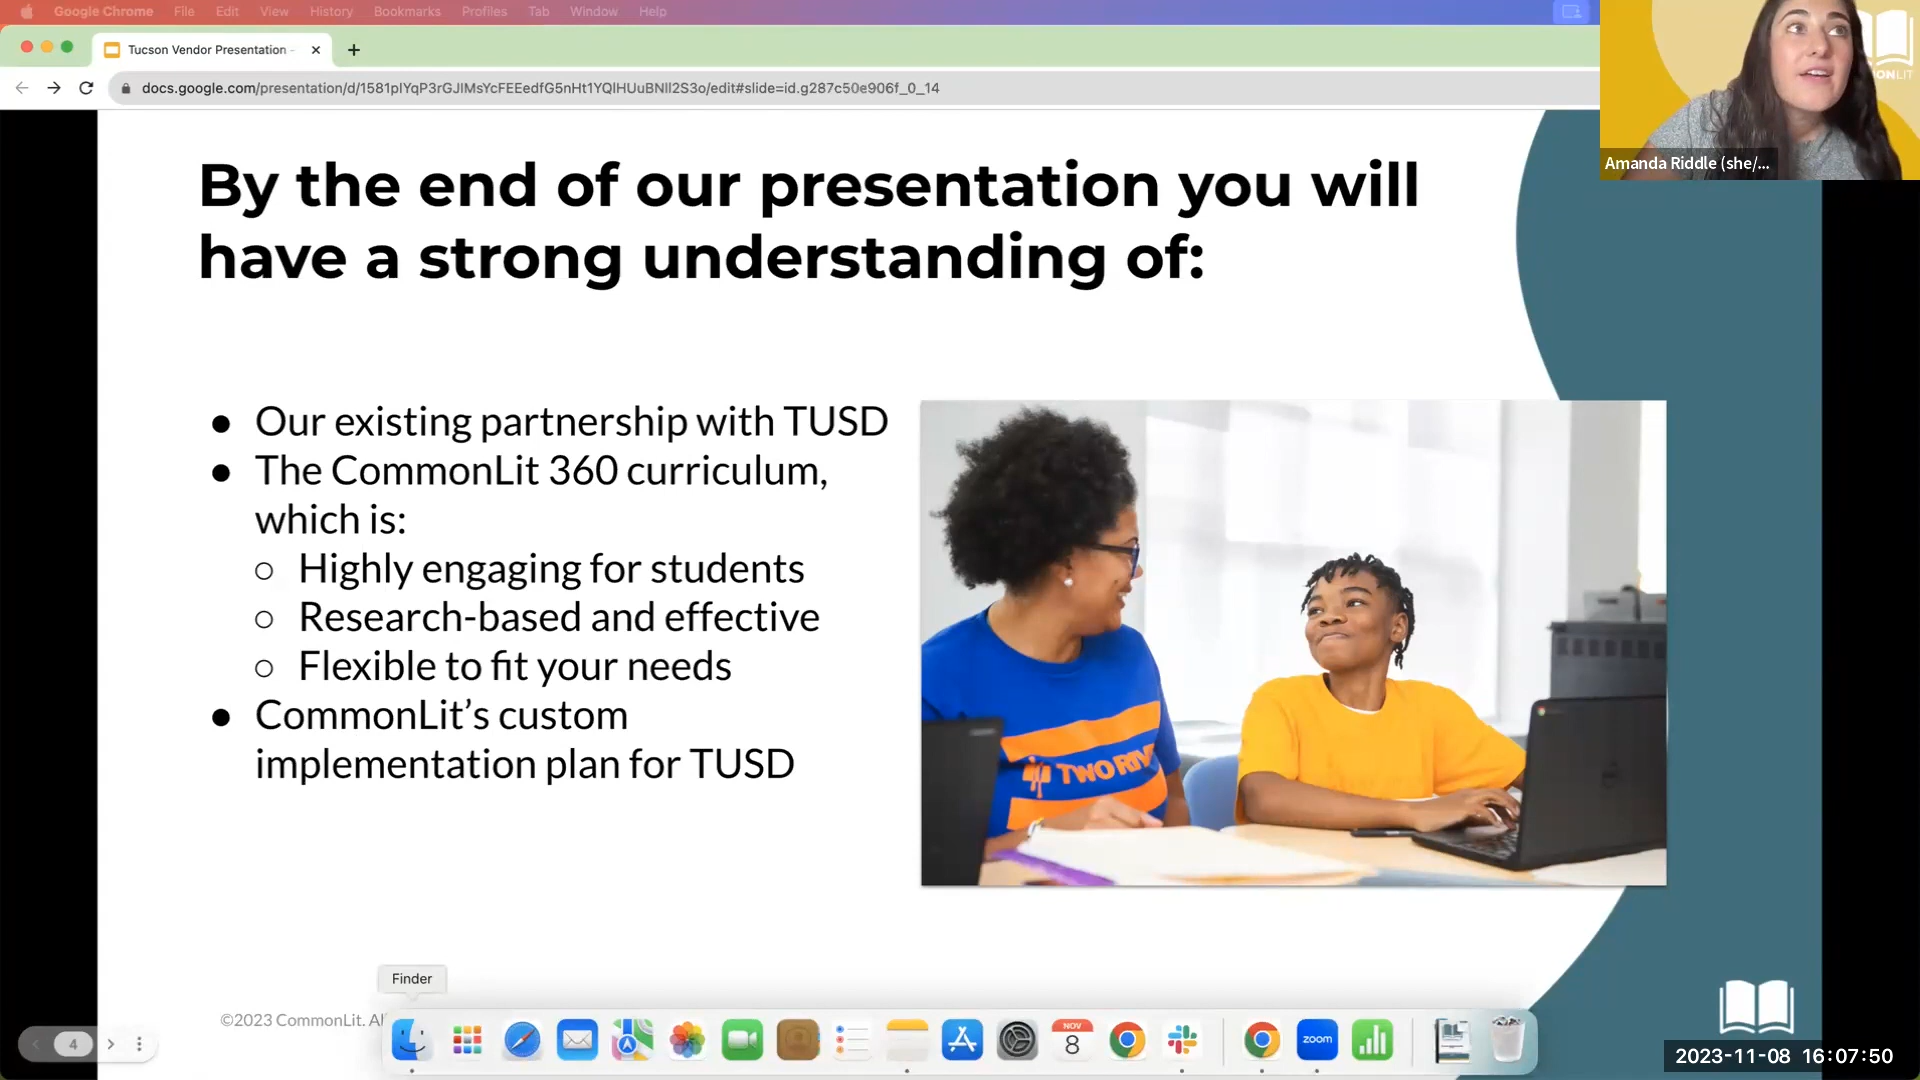 Google Chrome File Edit View History Bookmarks Profiles Tab Window Help
Tucson Vendor Presentation -
docs.google.com/presentation/d/1581pIYqP3rGJIMsYcFEEedfG5nHt1YQIHUuBNIl2S3o/edit#slide=id.g287c50e906f_0_14
Amanda Riddle (she/...
By the end of our presentation you will
have a strong understanding of:
● Our existing partnership with TUSD
● The CommonLit 360 curriculum,
which is:
○ Highly engaging for students
○ Research-based and effective
○ Flexible to fit your needs
● CommonLit’s custom
implementation plan for TUSD
Finder
©2023 CommonLit.
4
NOV
8
zoom
2023-11-08 16:07:50